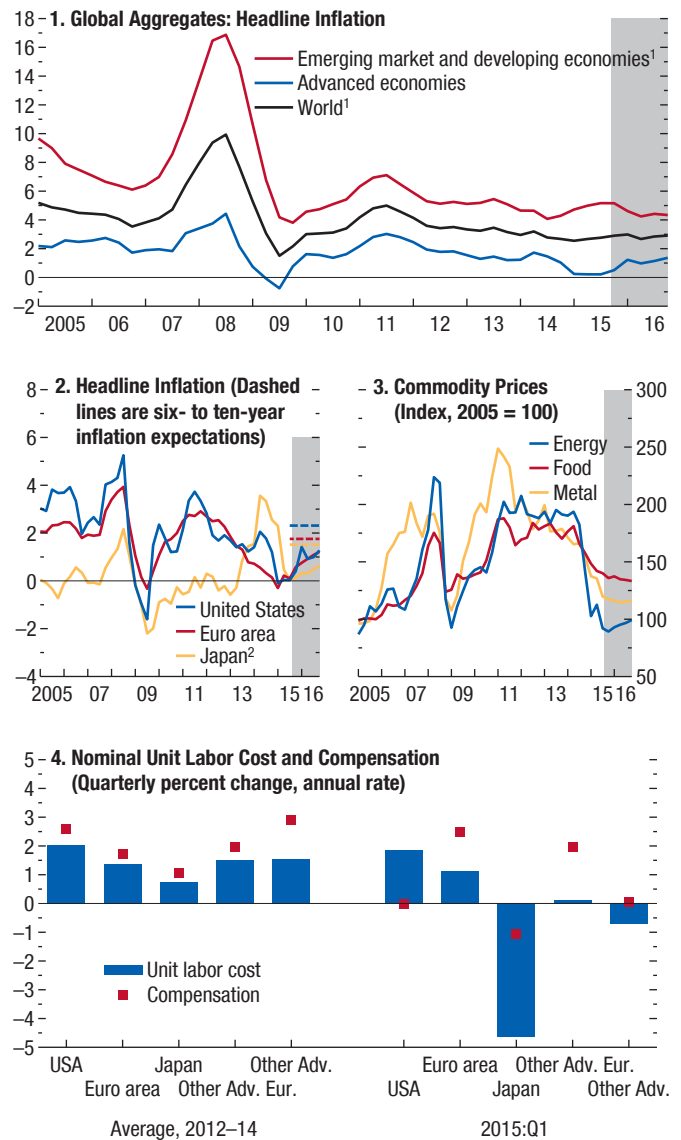 1. Global Aggregates: Headline Inflation
Emerging market and developing economies¹
Advanced economies
World¹
18
16
14
12
10
8
6
4
2
0
–2
2005 06 07 08 09 10 11 12 13 14 15 16
2. Headline Inflation (Dashed
lines are six- to ten-year
inflation expectations)
8
6
4
2
0
–2
–4
United States
Euro area
Japan²
2005 07 09 11 13 15 16
3. Commodity Prices
(Index, 2005 = 100)
Energy
Food
Metal
300
250
200
150
100
50
2005 07 09 11 13 15 16
4. Nominal Unit Labor Cost and Compensation
(Quarterly percent change, annual rate)
5
4
3
2
1
0
–1
–2
–3
–4
–5
Unit labor cost
Compensation
USA Japan Other Adv. Euro area Other Adv. Eur.
Euro area Other Adv. Eur. USA Japan Other Adv.
Average, 2012–14 2015:Q1